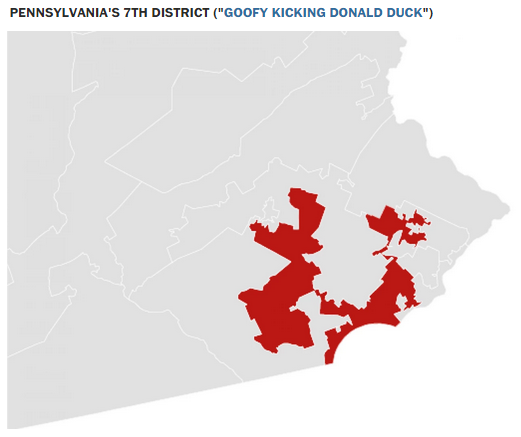 PENNSYLVANIA'S 7TH DISTRICT ("GOOFY KICKING DONALD DUCK")